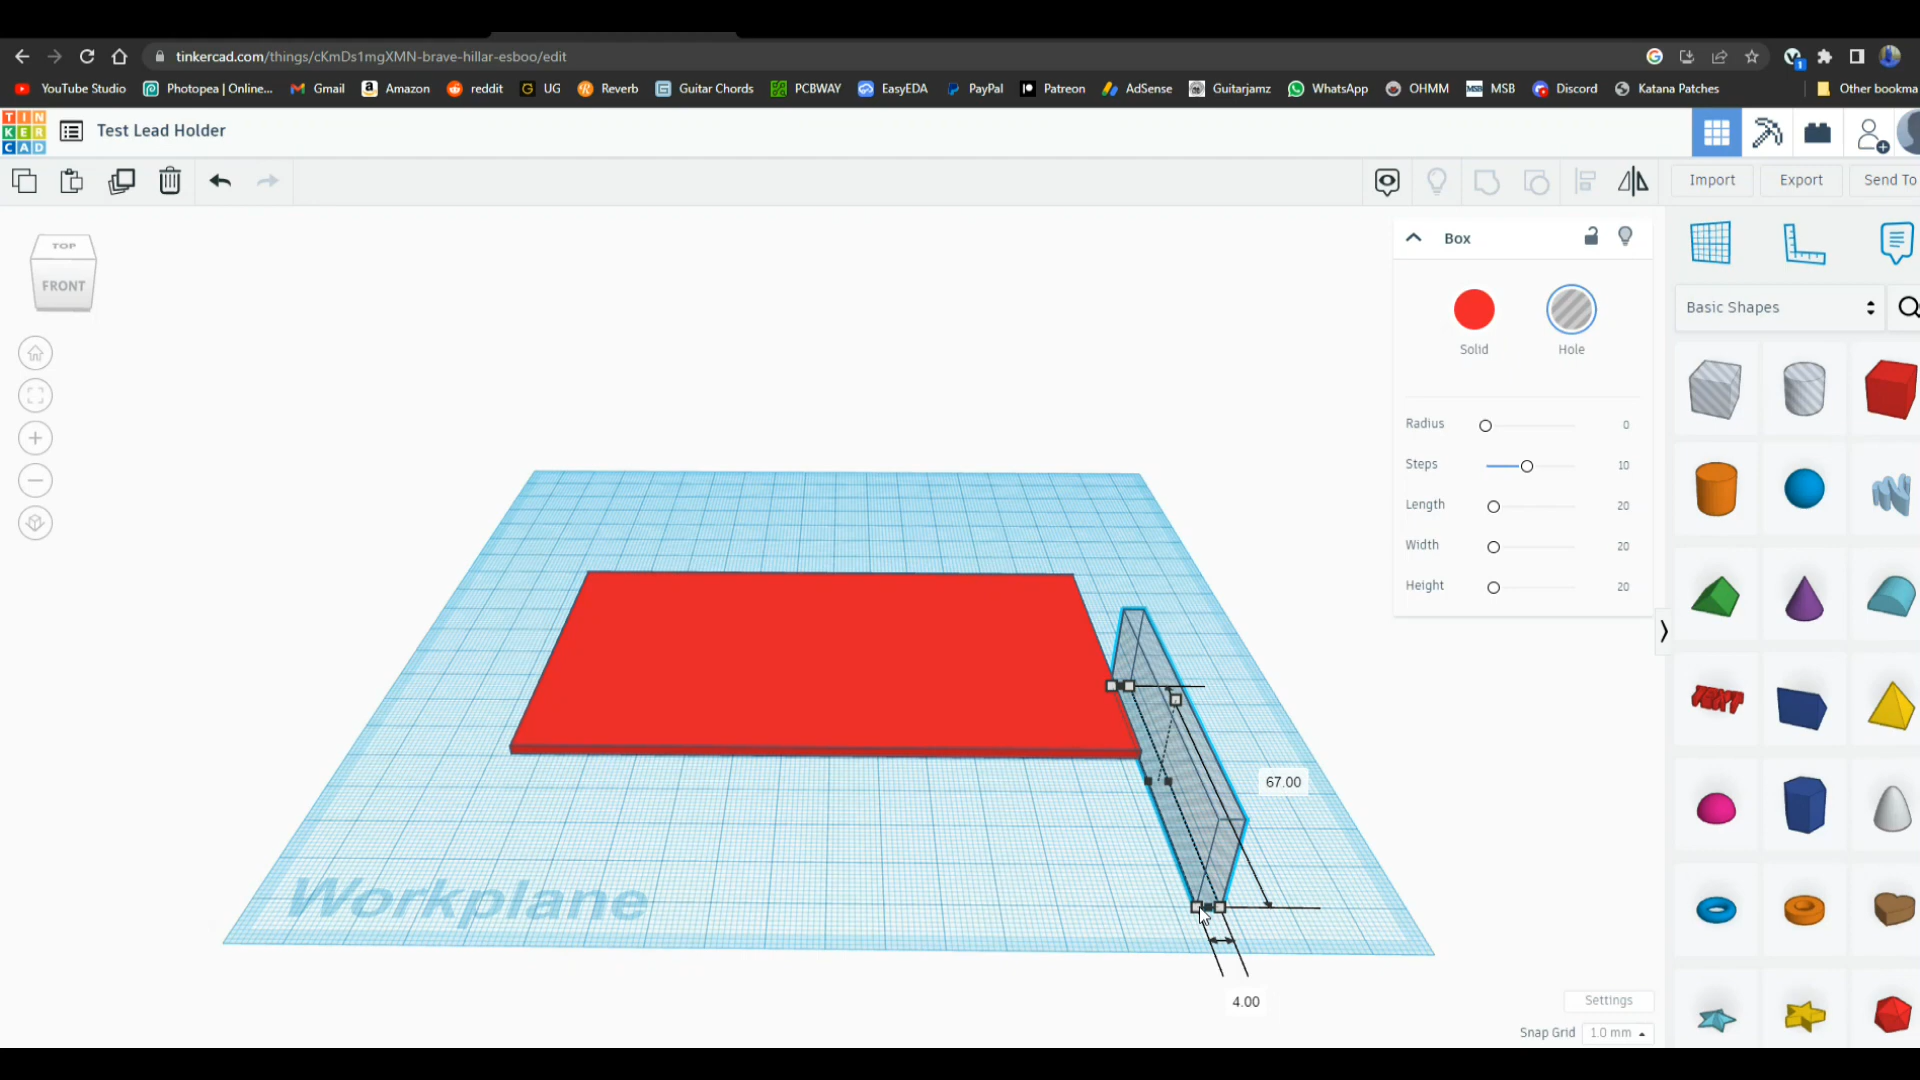 tinkercad.com/things/cKmDs1mgXMN-brave-hillar-esboo/edit
YouTube Studio Photopea | Online... Gmail Amazon reddit UG Reverb Guitar Chords PCBWAY EasyEDA PayPal Patreon AdSense Guitarjamz WhatsApp OHMM MSB Discord Katana Patches Other bookma
TIN
KER
CAD
Test Lead Holder
Import Export Send To
TOP
FRONT
Box
Solid Hole
Radius 0
Steps 10
Length 20
Width 20
Height 20
Basic Shapes
TEXT
67.00
Workplane
4.00
Settings
Snap Grid 1.0 mm